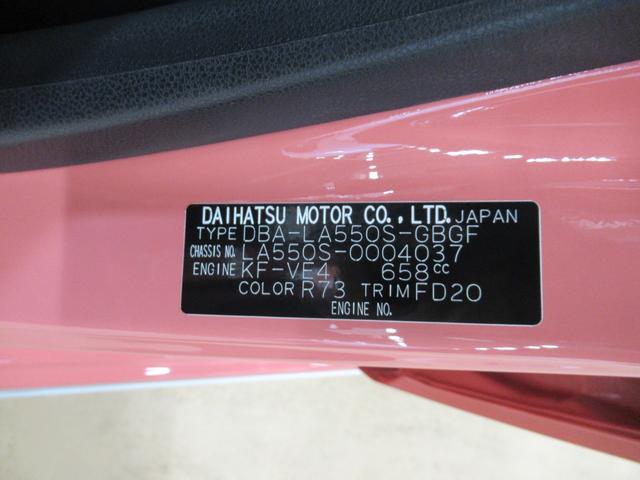 DAIHATSU MOTOR CO., LTD. JAPAN
TYPE DBA-LA550S-GBGF
CHASSIS NO. LA550S-0004037
ENGINE KF-VE4 658cc
COLOR R73 TRIM FD20
ENGINE NO.